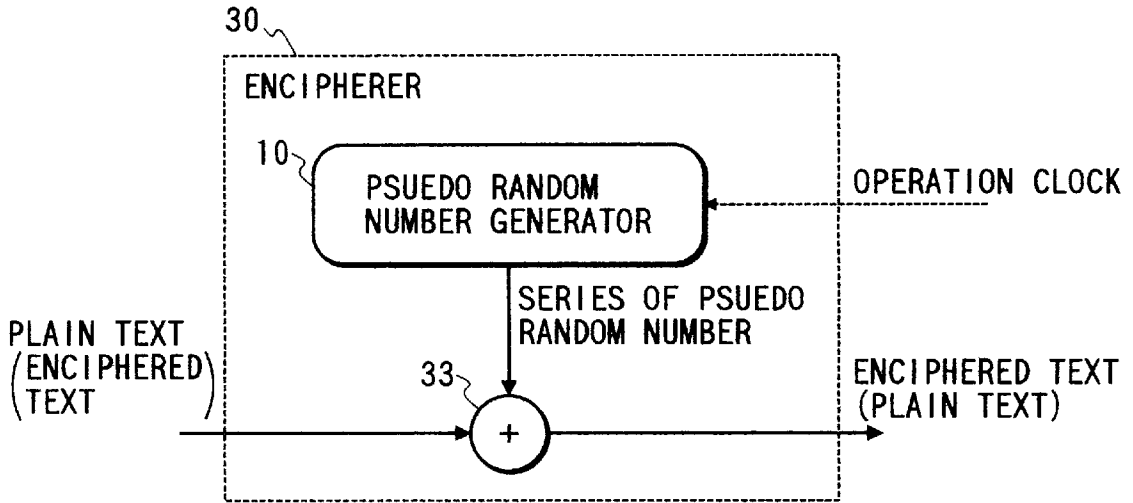 30
ENCIPHERER
10
PSUEDO RANDOM
NUMBER GENERATOR
OPERATION CLOCK
SERIES OF PSUEDO
RANDOM NUMBER
PLAIN TEXT
(ENCIPHERED)
TEXT
33
+
ENCIPHERED TEXT
(PLAIN TEXT)